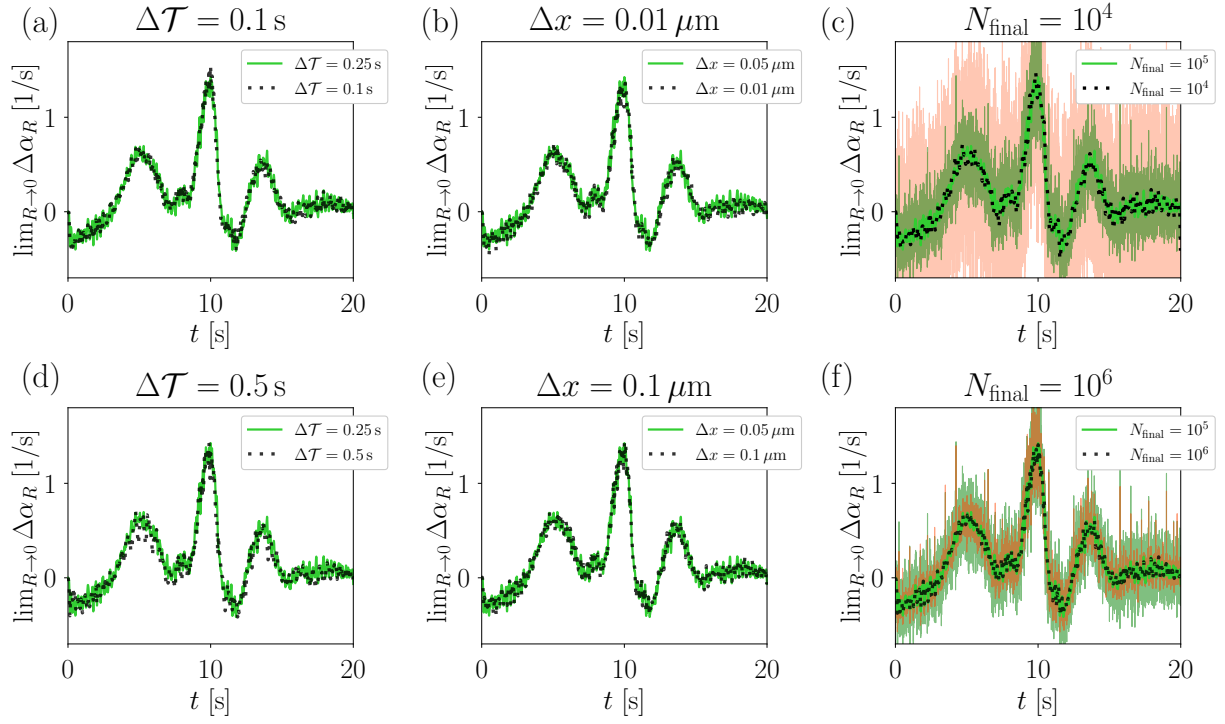 (a)
Δ𝒯 = 0.1 s
lim_{R→0} Δα_R [1/s]
1
0
Δ𝒯 = 0.25 s
Δ𝒯 = 0.1 s
0 10 20
t [s]
(b)
Δx = 0.01 μm
lim_{R→0} Δα_R [1/s]
1
0
Δx = 0.05 μm
Δx = 0.01 μm
0 10 20
t [s]
(c)
N_final = 10^4
lim_{R→0} Δα_R [1/s]
1
0
N_final = 10^5
N_final = 10^4
0 10 20
t [s]
(d)
Δ𝒯 = 0.5 s
lim_{R→0} Δα_R [1/s]
1
0
Δ𝒯 = 0.25 s
Δ𝒯 = 0.5 s
0 10 20
t [s]
(e)
Δx = 0.1 μm
lim_{R→0} Δα_R [1/s]
1
0
Δx = 0.05 μm
Δx = 0.1 μm
0 10 20
t [s]
(f)
N_final = 10^6
lim_{R→0} Δα_R [1/s]
1
0
N_final = 10^5
N_final = 10^6
0 10 20
t [s]